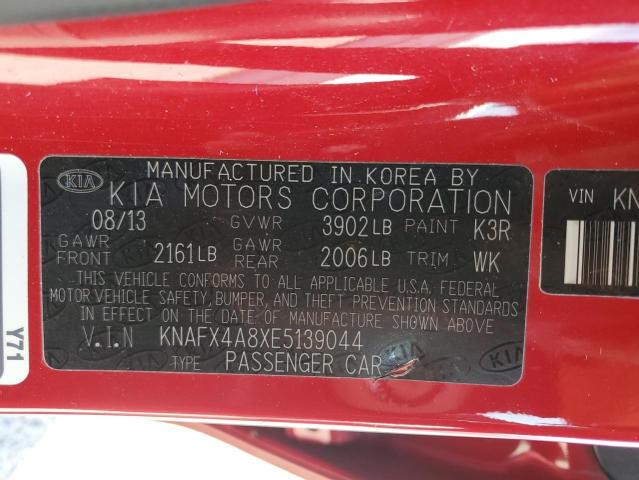 MANUFACTURED IN KOREA BY
KIA KIA MOTORS CORPORATION
08/13 GVWR 3902LB PAINT K3R
GAWR FRONT 2161LB GAWR REAR 2006LB TRIM WK
THIS VEHICLE CONFORMS TO ALL APPLICABLE U.S.A. FEDERAL
MOTOR VEHICLE SAFETY, BUMPER, AND THEFT PREVENTION STANDARDS
IN EFFECT ON THE DATE OF MANUFACTURE SHOWN ABOVE
V.I.N KNAFX4A8XE5139044
TYPE PASSENGER CAR
VIN KN
Y71